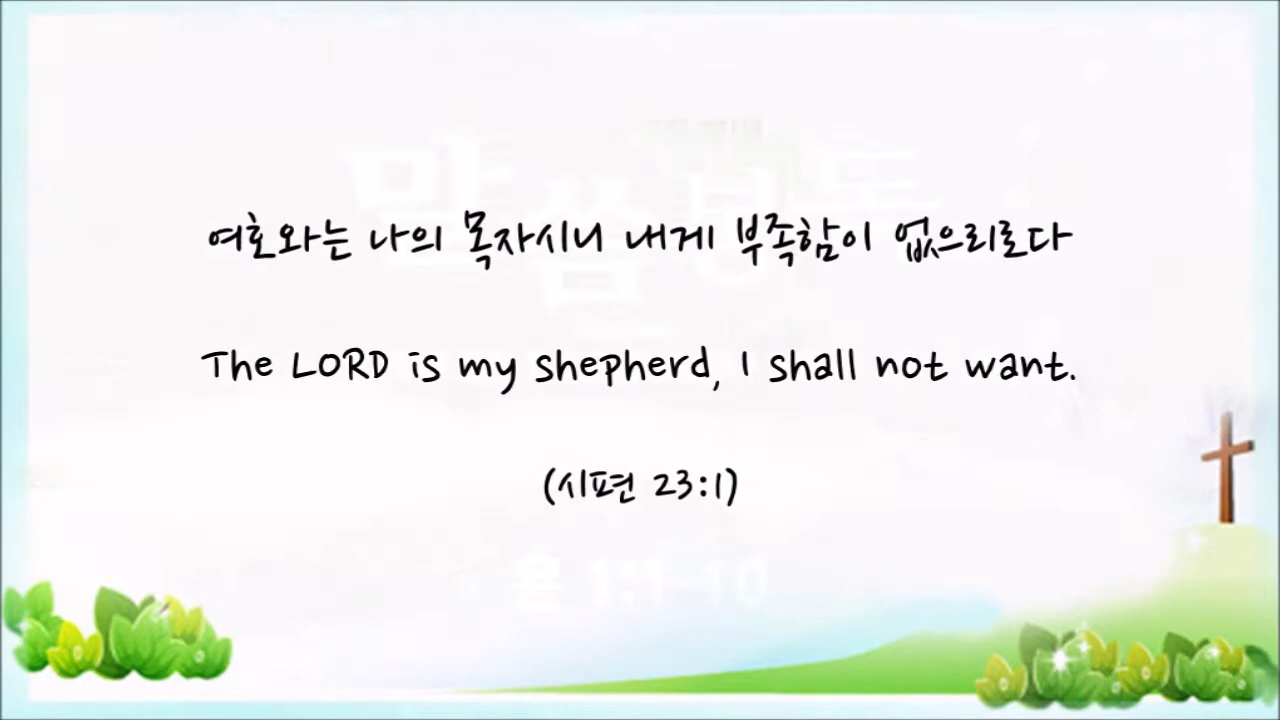 여호와는 나의 목자시니 내게 부족함이 없으리로다
The LORD is my shepherd, I shall not want.
(시편 23:1)